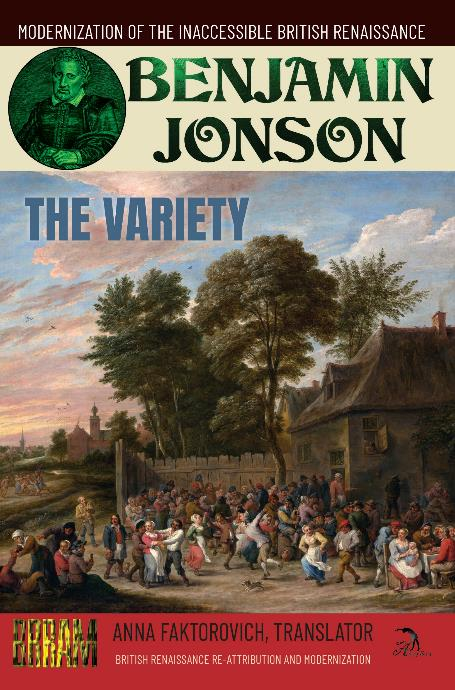 MODERNIZATION OF THE INACCESSIBLE BRITISH RENAISSANCE
BENJAMIN
JONSON
THE VARIETY
BRRAM
ANNA FAKTOROVICH, TRANSLATOR
BRITISH RENAISSANCE RE-ATTRIBUTION AND MODERNIZATION